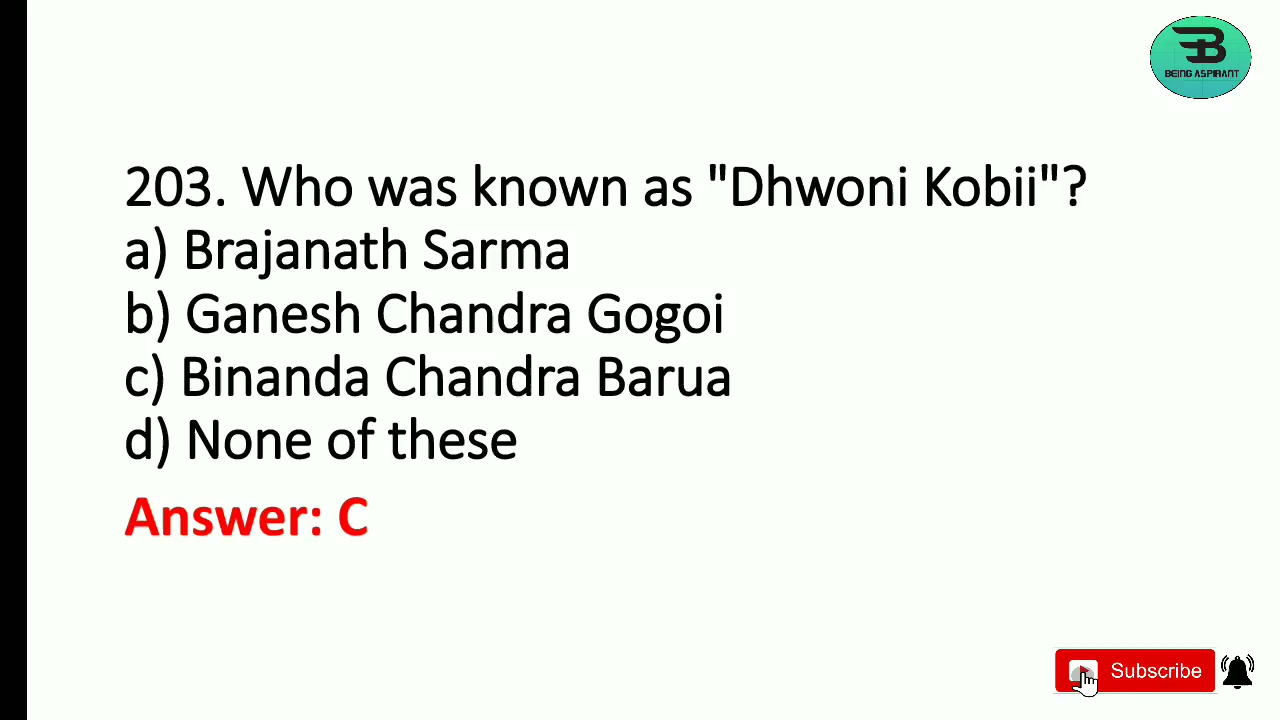 BEING ASPIRANT
203. Who was known as "Dhwoni Kobii"?
a) Brajanath Sarma
b) Ganesh Chandra Gogoi
c) Binanda Chandra Barua
d) None of these
Answer: C
Subscribe